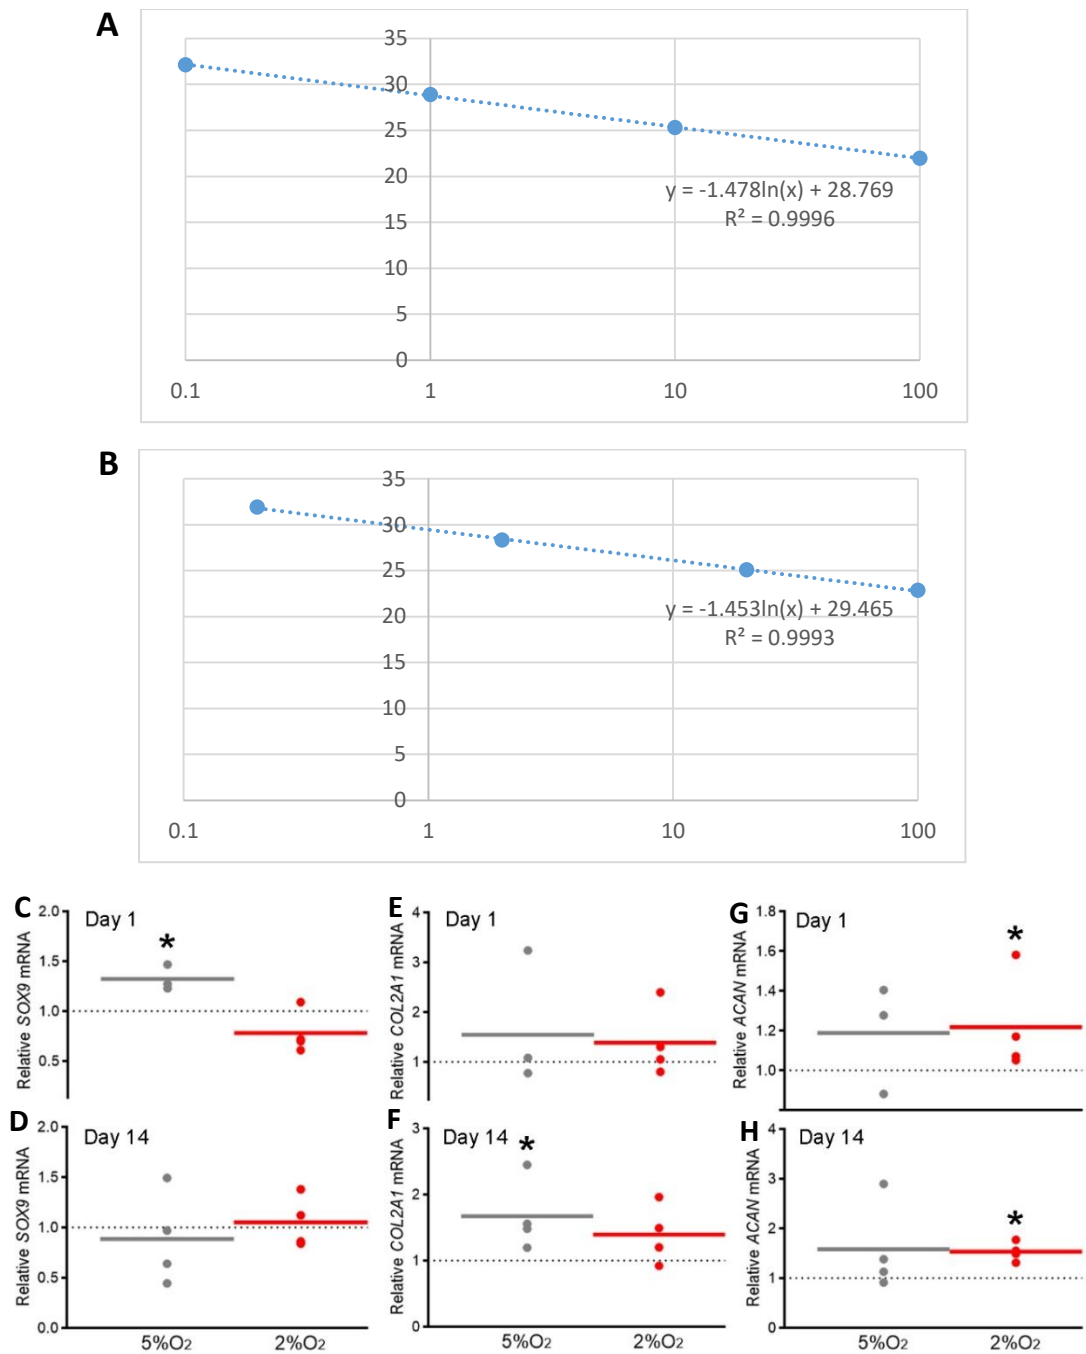 A
35
30
25
20
15
10
5
0
0.1 1 10 100
y = -1.478ln(x) + 28.769
R² = 0.9996
B
35
30
25
20
15
10
5
0
0.1 1 10 100
y = -1.453ln(x) + 29.465
R² = 0.9993
C
Relative SOX9 mRNA
2.0
1.5
1.0
0.5
Day 1
*
E
Relative COL2A1 mRNA
4
3
2
1
Day 1
G
Relative ACAN mRNA
1.8
1.6
1.4
1.2
1.0
Day 1
*
D
Relative SOX9 mRNA
2.0
1.5
1.0
0.5
0.0
Day 14
5%O2 2%O2
F
Relative COL2A1 mRNA
3
2
1
0
Day 14
*
5%O2 2%O2
H
Relative ACAN mRNA
4
3
2
1
0
Day 14
*
5%O2 2%O2